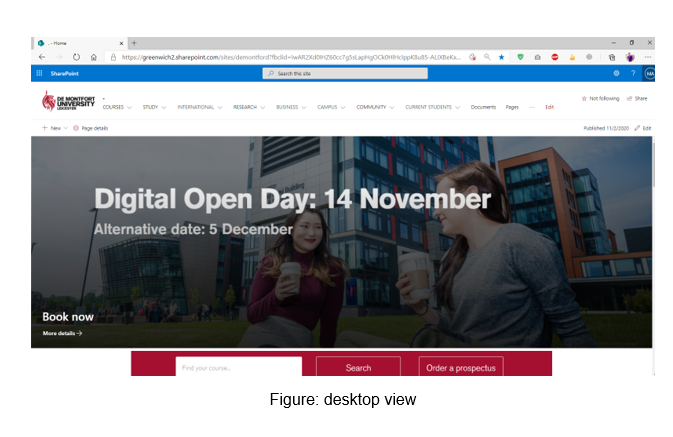 .- Home
https://greenwich2.sharepoint.com/sites/demontford?fbclid=
SharePoint
Search this site
MA
DE MONTFORT
UNIVERSITY
LEICESTER
COURSES STUDY INTERNATIONAL RESEARCH BUSINESS CAMPUS COMMUNITY CURRENT STUDENTS Documents Pages ... Edit
Not following Share
+ New Page details
Published 11/2/2020 Edit
Digital Open Day: 14 November
Alternative date: 5 December
Book now
More details →
Find your course...
Search
Order a prospectus
Figure: desktop view